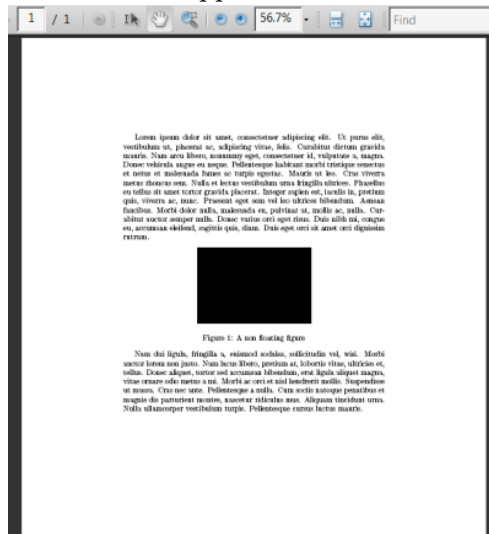 1 / 1 56.7% Find
Lorem ipsum dolor sit amet, consectetuer adipiscing elit. Ut purus elit,
vestibulum ut, placerat ac, adipiscing vitae, felis. Curabitur dictum gravida
mauris. Nam arcu libero, nonummy eget, consectetuer id, vulputate a, magna.
Donec vehicula augue eu neque. Pellentesque habitant morbi tristique senectus
et netus et malesuada fames ac turpis egestas. Mauris ut leo. Cras viverra
metus rhoncus sem. Nulla et lectus vestibulum urna fringilla ultrices. Phasellus
eu tellus sit amet tortor gravida placerat. Integer sapien est, iaculis in, pretium
quis, viverra ac, nunc. Praesent eget sem vel leo ultrices bibendum. Aenean
faucibus. Morbi dolor nulla, malesuada eu, pulvinar at, mollis ac, nulla. Cur-
abitur auctor semper nulla. Donec varius orci eget risus. Duis nibh mi, congue
eu, accumsan eleifend, sagittis quis, diam. Duis eget orci sit amet orci dignissim
rutrum.
Figure 1: A non floating figure
Nam dui ligula, fringilla a, euismod sodales, sollicitudin vel, wisi. Morbi
auctor lorem non justo. Nam lacus libero, pretium at, lobortis vitae, ultricies et,
tellus. Donec aliquet, tortor sed accumsan bibendum, erat ligula aliquet magna,
vitae ornare odio metus a mi. Morbi ac orci et nisl hendrerit mollis. Suspendisse
ut massa. Cras nec ante. Pellentesque a nulla. Cum sociis natoque penatibus et
magnis dis parturient montes, nascetur ridiculus mus. Aliquam tincidunt urna.
Nulla ullamcorper vestibulum turpis. Pellentesque cursus luctus mauris.